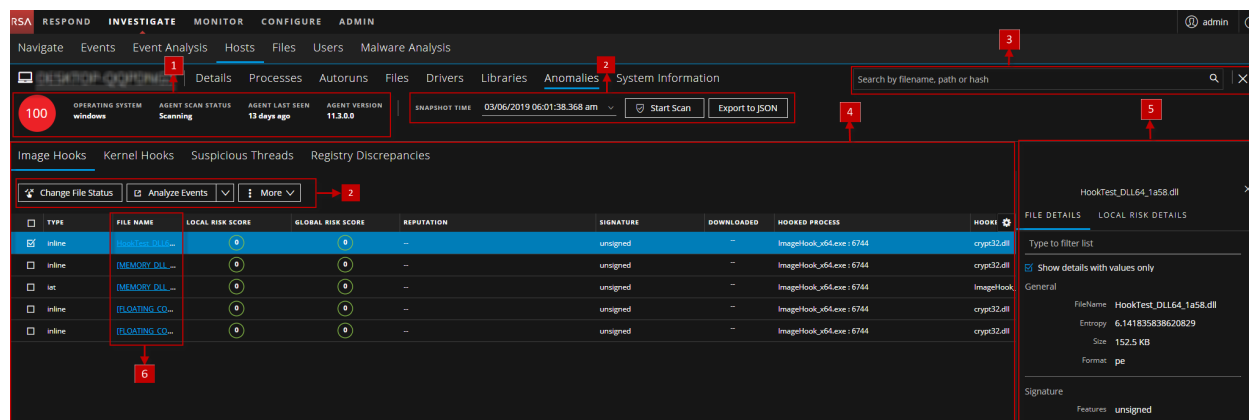 RSA RESPOND INVESTIGATE MONITOR CONFIGURE ADMIN admin
Navigate Events Event Analysis Hosts Files Users Malware Analysis
3
1
2
Details Processes Autoruns Files Drivers Libraries Anomalies System Information
Search by filename, path or hash
100
OPERATING SYSTEM AGENT SCAN STATUS AGENT LAST SEEN AGENT VERSION
windows Scanning 13 days ago 11.3.0.0
SNAPSHOT TIME 03/06/2019 06:01:38.368 am Start Scan Export to JSON
4
5
Image Hooks Kernel Hooks Suspicious Threads Registry Discrepancies
Change File Status Analyze Events More 2
TYPE FILE NAME LOCAL RISK SCORE GLOBAL RISK SCORE REPUTATION SIGNATURE DOWNLOADED HOOKED PROCESS HOOKE
inline HookTest_DLL6... 0 0 -- unsigned -- ImageHook_x64.exe : 6744 crypt32.dll
inline [MEMORY_DLL_... 0 0 -- unsigned -- ImageHook_x64.exe : 6744 crypt32.dll
iat [MEMORY_DLL_... 0 0 -- unsigned -- ImageHook_x64.exe : 6744 ImageHook_
inline [FLOATING_CO... 0 0 -- unsigned -- ImageHook_x64.exe : 6744 crypt32.dll
inline [FLOATING_CO... 0 0 -- unsigned -- ImageHook_x64.exe : 6744 crypt32.dll
6
HookTest_DLL64_1a58.dll
FILE DETAILS LOCAL RISK DETAILS
Type to filter list
Show details with values only
General
FileName HookTest_DLL64_1a58.dll
Entropy 6.141835838620829
Size 152.5 KB
Format pe
Signature
Features unsigned